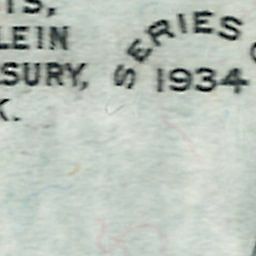 TS,
LEIN
SURY,
K.
SERIES O
1934